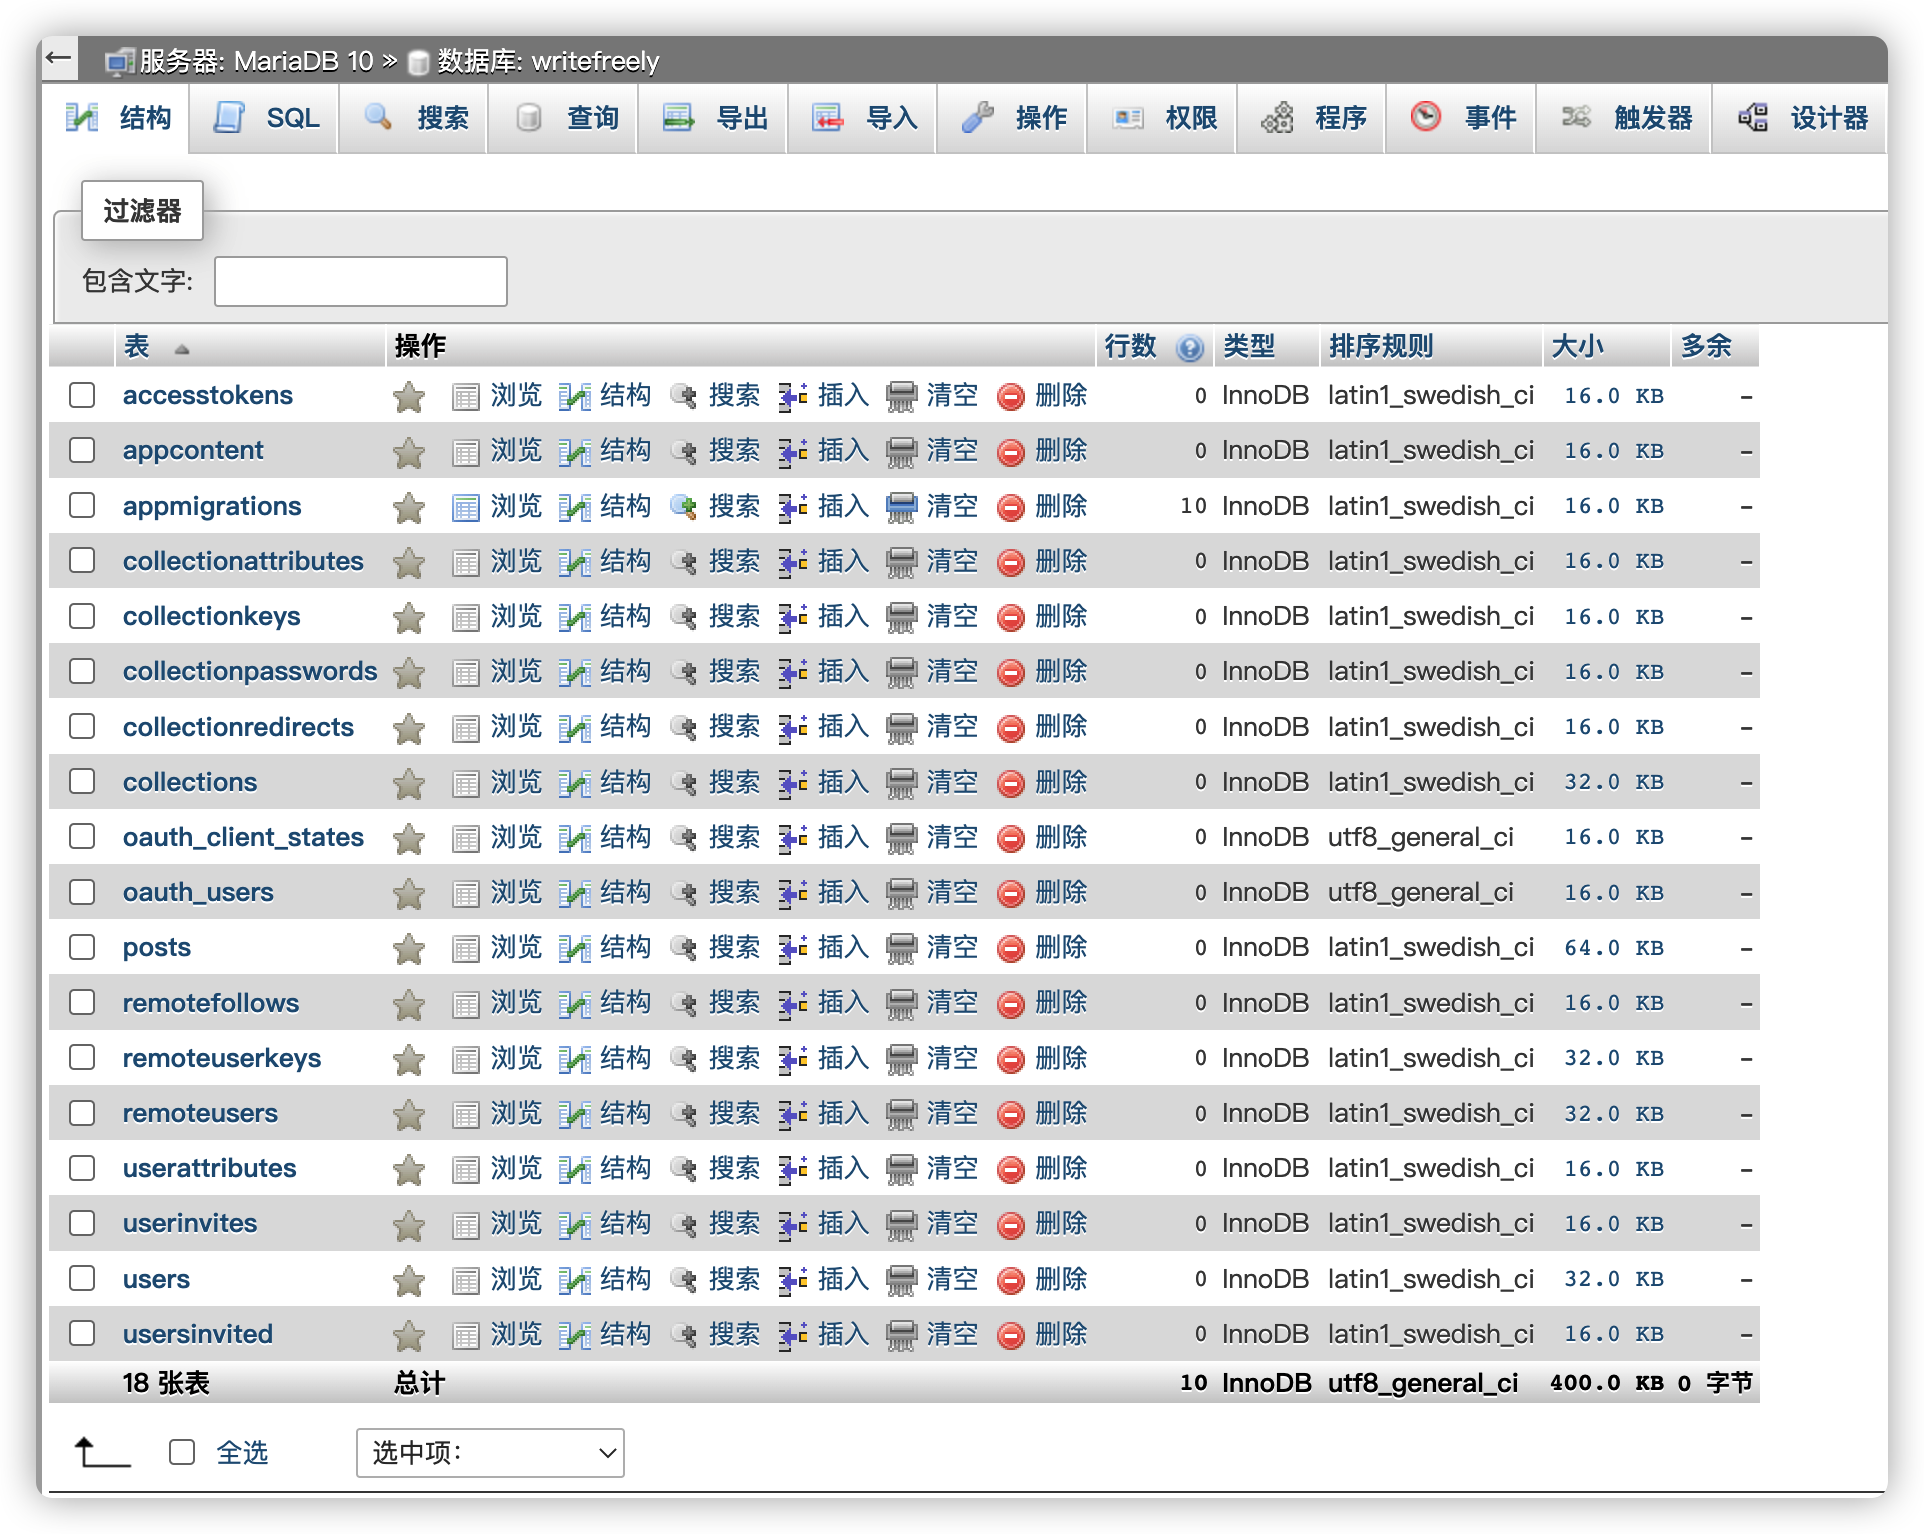 服务器: MariaDB 10 » 数据库: writefreely
结构 SQL 搜索 查询 导出 导入 操作 权限 程序 事件 触发器 设计器
过滤器
包含文字:
表 操作 行数 类型 排序规则 大小 多余
accesstokens 浏览 结构 搜索 插入 清空 删除 0 InnoDB latin1_swedish_ci 16.0 KB –
appcontent 浏览 结构 搜索 插入 清空 删除 0 InnoDB latin1_swedish_ci 16.0 KB –
appmigrations 浏览 结构 搜索 插入 清空 删除 10 InnoDB latin1_swedish_ci 16.0 KB –
collectionattributes 浏览 结构 搜索 插入 清空 删除 0 InnoDB latin1_swedish_ci 16.0 KB –
collectionkeys 浏览 结构 搜索 插入 清空 删除 0 InnoDB latin1_swedish_ci 16.0 KB –
collectionpasswords 浏览 结构 搜索 插入 清空 删除 0 InnoDB latin1_swedish_ci 16.0 KB –
collectionredirects 浏览 结构 搜索 插入 清空 删除 0 InnoDB latin1_swedish_ci 16.0 KB –
collections 浏览 结构 搜索 插入 清空 删除 0 InnoDB latin1_swedish_ci 32.0 KB –
oauth_client_states 浏览 结构 搜索 插入 清空 删除 0 InnoDB utf8_general_ci 16.0 KB –
oauth_users 浏览 结构 搜索 插入 清空 删除 0 InnoDB utf8_general_ci 16.0 KB –
posts 浏览 结构 搜索 插入 清空 删除 0 InnoDB latin1_swedish_ci 64.0 KB –
remotefollows 浏览 结构 搜索 插入 清空 删除 0 InnoDB latin1_swedish_ci 16.0 KB –
remoteuserkeys 浏览 结构 搜索 插入 清空 删除 0 InnoDB latin1_swedish_ci 32.0 KB –
remoteusers 浏览 结构 搜索 插入 清空 删除 0 InnoDB latin1_swedish_ci 32.0 KB –
userattributes 浏览 结构 搜索 插入 清空 删除 0 InnoDB latin1_swedish_ci 16.0 KB –
userinvites 浏览 结构 搜索 插入 清空 删除 0 InnoDB latin1_swedish_ci 16.0 KB –
users 浏览 结构 搜索 插入 清空 删除 0 InnoDB latin1_swedish_ci 32.0 KB –
usersinvited 浏览 结构 搜索 插入 清空 删除 0 InnoDB latin1_swedish_ci 16.0 KB –
18 张表 总计 10 InnoDB utf8_general_ci 400.0 KB 0 字节
全选 选中项: